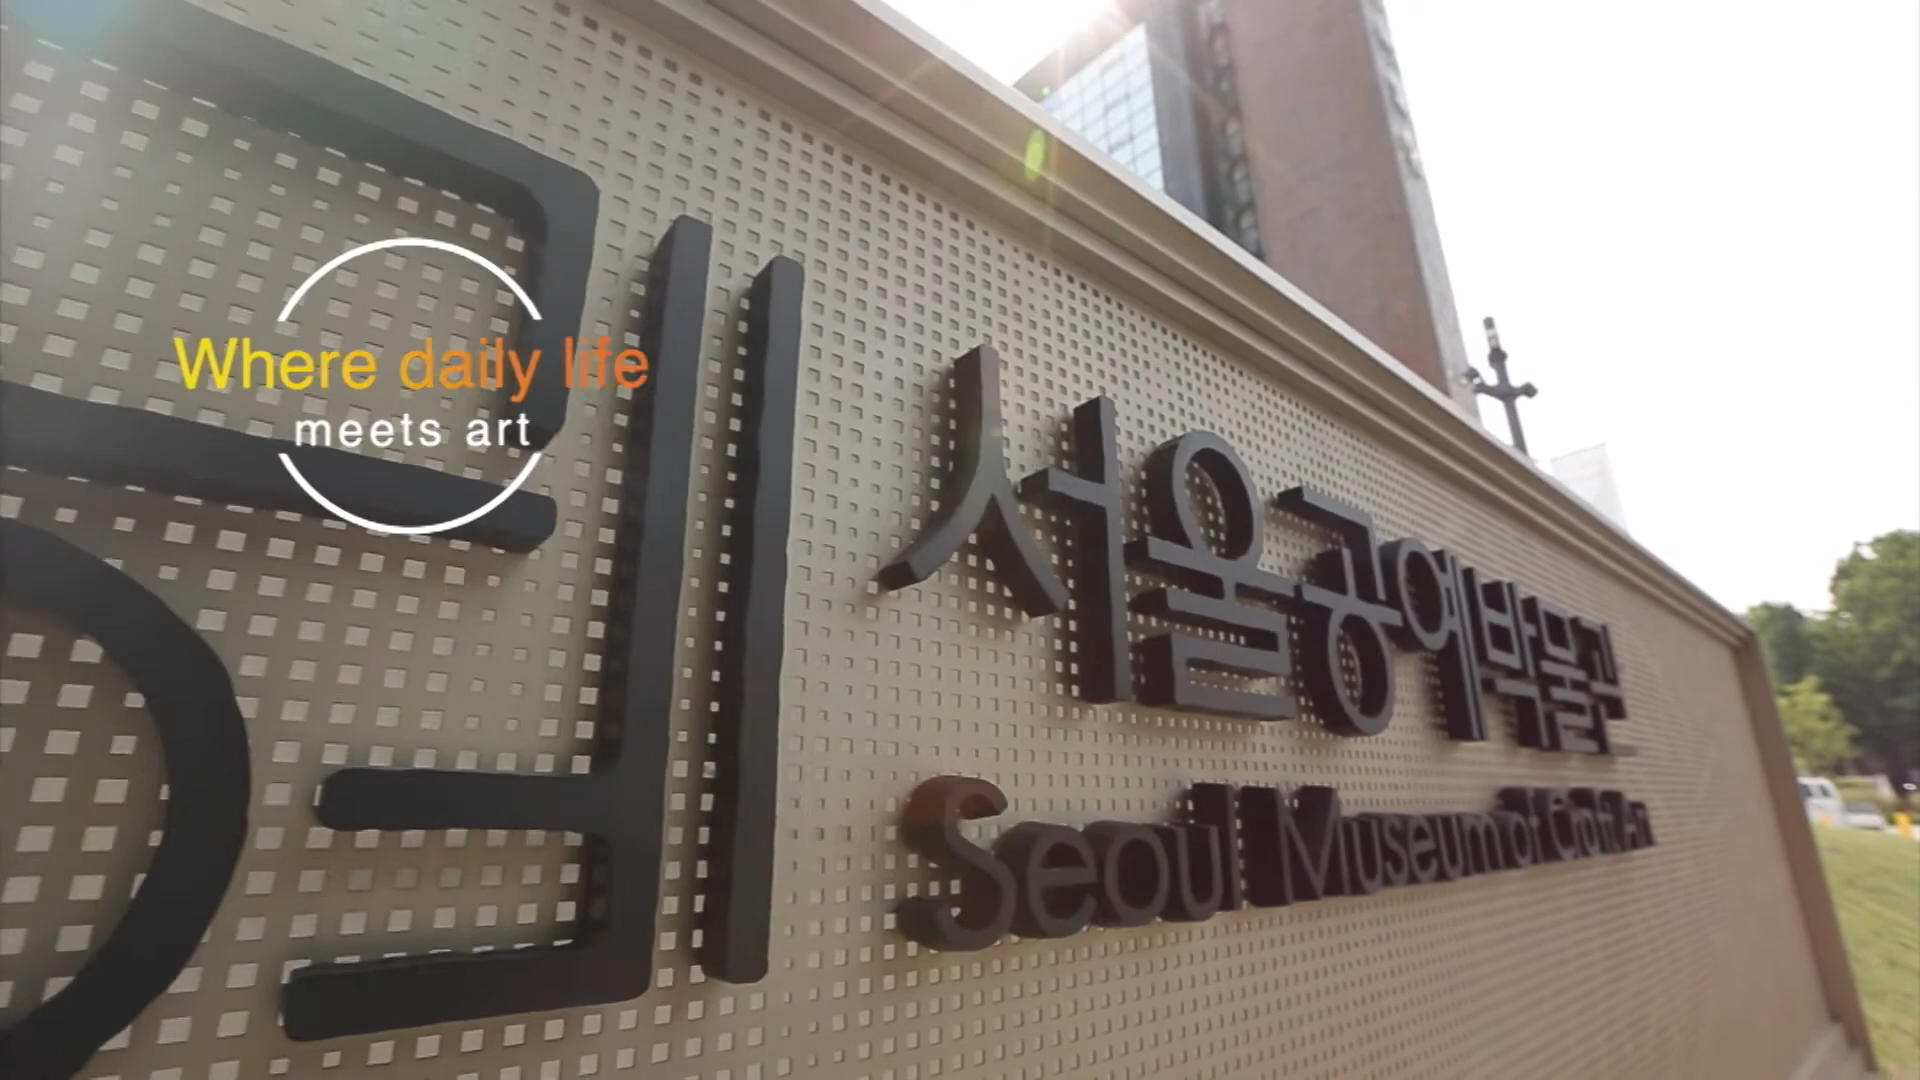 Where daily life
meets art
서울공예박물관
Seoul Museum of Craft Art